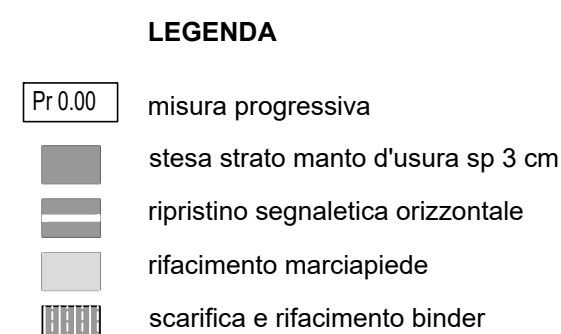 LEGENDA
Pr 0.00 misura progressiva
stesa strato manto d'usura sp 3 cm
ripristino segnaletica orizzontale
rifacimento marciapiede
scarifica e rifacimento binder